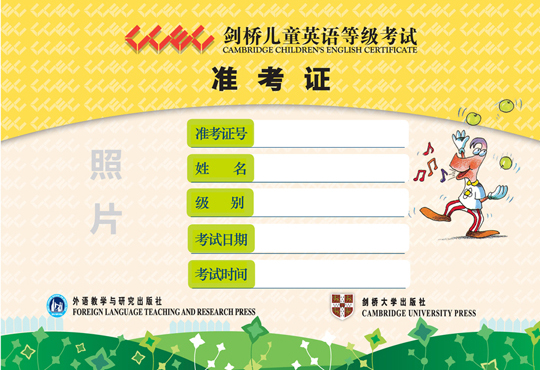 剑桥儿童英语等级考试
CAMBRIDGE CHILDREN'S ENGLISH CERTIFICATE
准考证
照片
准考证号
姓名
级别
考试日期
考试时间
外语教学与研究出版社
FOREIGN LANGUAGE TEACHING AND RESEARCH PRESS
剑桥大学出版社
CAMBRIDGE UNIVERSITY PRESS